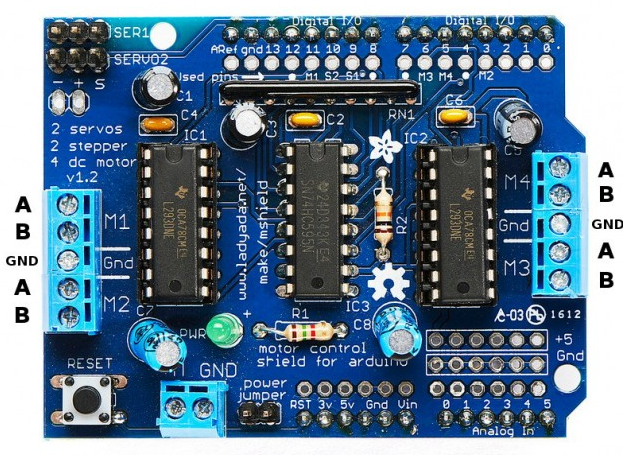 Digital I/O
Digital I/O
SER1
SERVO2
ARef gnd 13 12 11 10 9 8
7 6 5 4 3 2 1 0
Used pins
M1 S2 S1
M3 M5 M4 M2
- + S
C1
C4
IC1
C3
C2
RN1
C6
IC2
2 servos
2 stepper
4 dc motor
v1.2
L293DNE
SN74HC595N
L293DNE
www.ladyada.net/
make/mshield
R2
A
B
GND
A
B
M1
Gnd
M2
M4
Gnd
M3
A
B
GND
A
B
C7
PWR
+
R1
IC3
C8
motor control
shield for arduino
1612
+5
Gnd
RESET
GND
power
jumper
RST 3v 5v Gnd Vin
0 1 2 3 4 5
Analog In